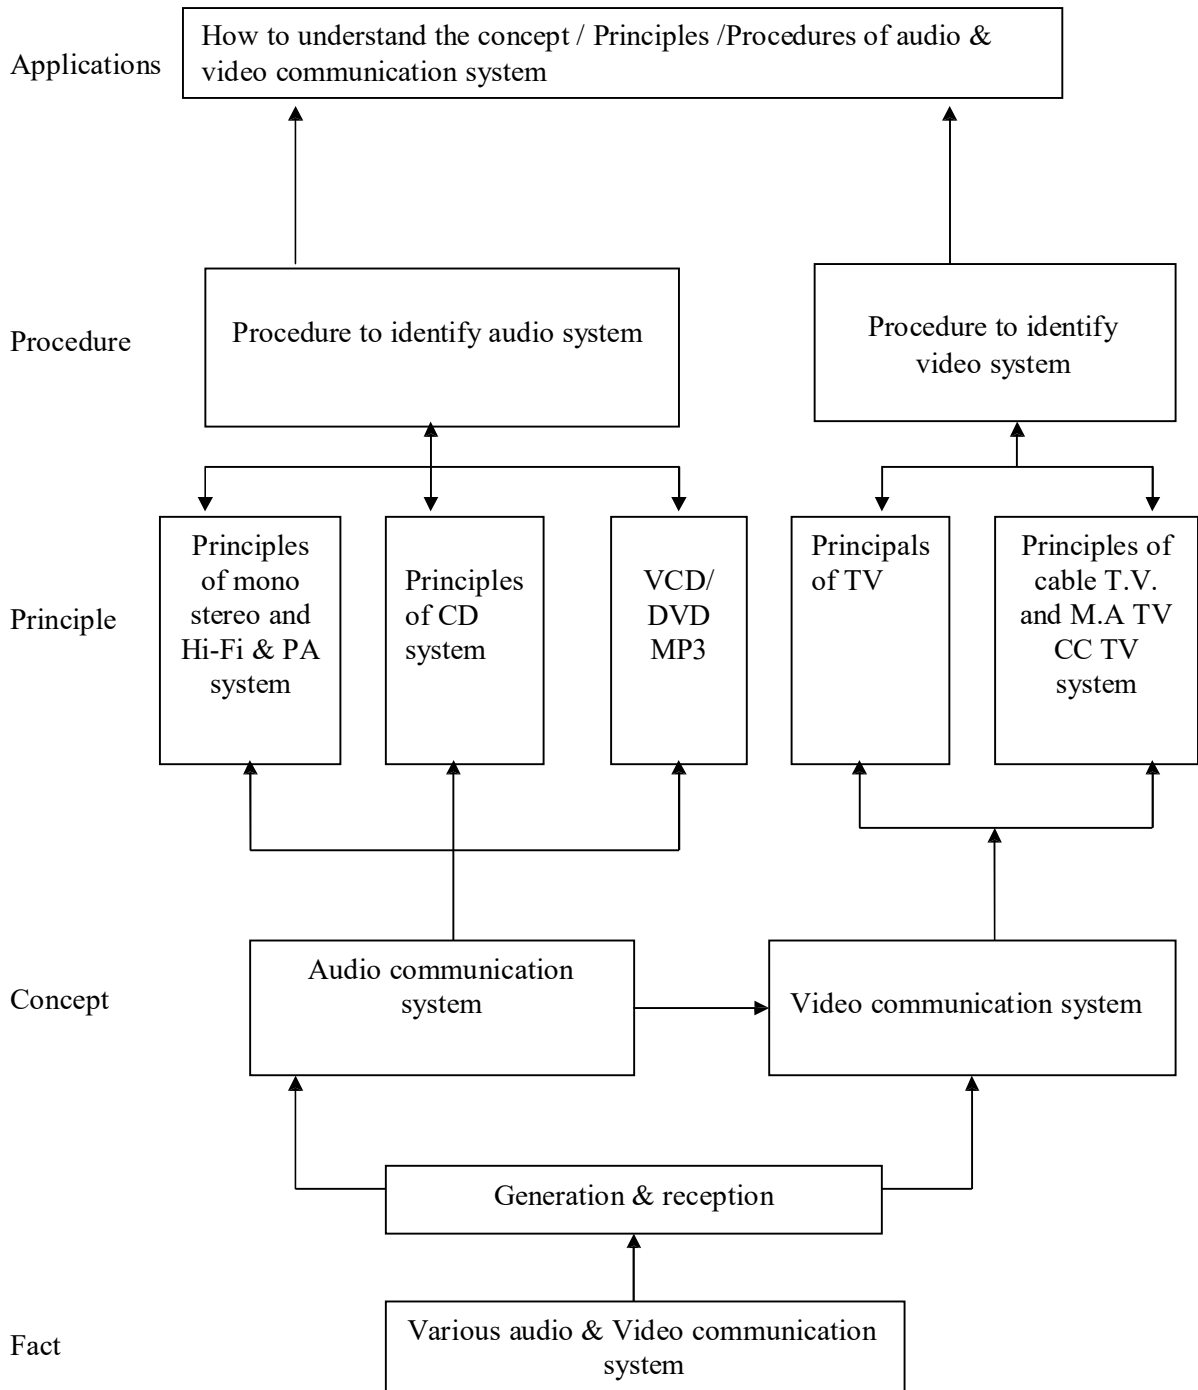 Applications
How to understand the concept / Principles /Procedures of audio &
video communication system
Procedure
Procedure to identify audio system
Procedure to identify
video system
Principle
Principles
of mono
stereo and
Hi-Fi & PA
system
Principles
of CD
system
VCD/
DVD
MP3
Principals
of TV
Principles of
cable T.V.
and M.A TV
CC TV
system
Concept
Audio communication
system
Video communication system
Generation & reception
Fact
Various audio & Video communication
system